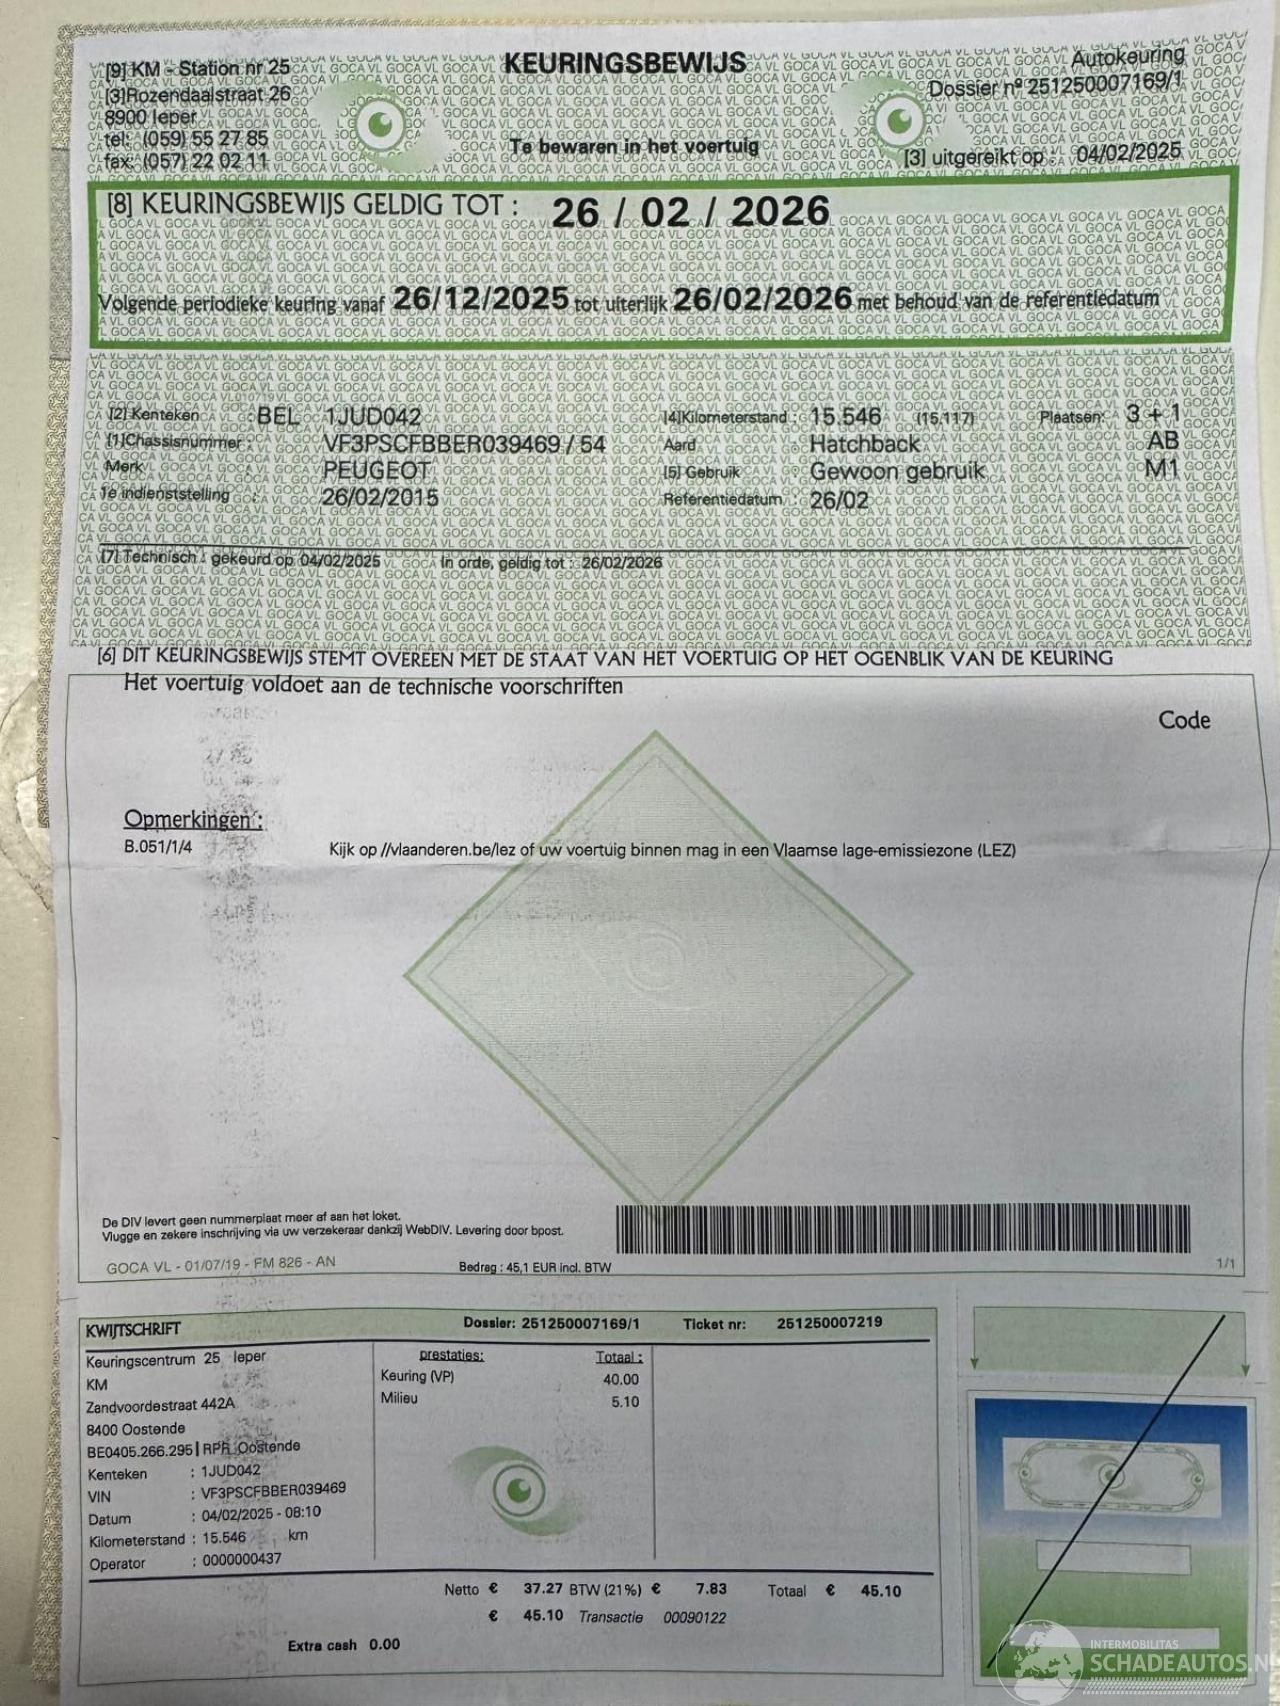 [9] KM - Station nr 25
[3]Rozendaalstraat 26
8900 Ieper
tel: (059) 55 27 85
fax: (057) 22 02 11
KEURINGSBEWIJS
Te bewaren in het voertuig
Autokeuring
Dossier n° 251250007169/1
[3] uitgereikt op : 04/02/2025
[8] KEURINGSBEWIJS GELDIG TOT : 26 / 02 / 2026
Volgende periodieke keuring vanaf 26/12/2025 tot uiterlijk 26/02/2026 met behoud van de referentiedatum
[2] Kenteken : BEL 1JUD042 [4]Kilometerstand : 15.546 (15.117) Plaatsen: 3 + 1
[1]Chassisnummer : VF3PSCFBBER039469 / 54 Aard : Hatchback AB
Merk : PEUGEOT [5] Gebruik : Gewoon gebruik M1
1e indienststelling : 26/02/2015 Referentiedatum : 26/02
[7] Technisch : gekeurd op 04/02/2025 In orde, geldig tot : 26/02/2026
[6] DIT KEURINGSBEWIJS STEMT OVEREEN MET DE STAAT VAN HET VOERTUIG OP HET OGENBLIK VAN DE KEURING
Het voertuig voldoet aan de technische voorschriften
Code
Opmerkingen :
B.051/1/4 Kijk op //vlaanderen.be/lez of uw voertuig binnen mag in een Vlaamse lage-emissiezone (LEZ)
De DIV levert geen nummerplaat meer af aan het loket.
Vlugge en zekere inschrijving via uw verzekeraar dankzij WebDIV. Levering door bpost.
GOCA VL - 01/07/19 - FM 826 - AN
Bedrag : 45,1 EUR incl. BTW
1/1
KWIJTSCHRIFT Dossier: 251250007169/1 Ticket nr: 251250007219
Keuringscentrum 25 Ieper
KM
Zandvoordestraat 442A
8400 Oostende
BE0405.266.295 | RPR Oostende
Kenteken : 1JUD042
VIN : VF3PSCFBBER039469
Datum : 04/02/2025 - 08:10
Kilometerstand : 15.546 km
Operator : 0000000437
prestaties: Totaal :
Keuring (VP) 40.00
Milieu 5.10
Netto € 37.27 BTW (21%) € 7.83 Totaal € 45.10
€ 45.10 Transactie 00090122
Extra cash 0.00
INTERMOBILITAS
SCHADEAUTOS.NL